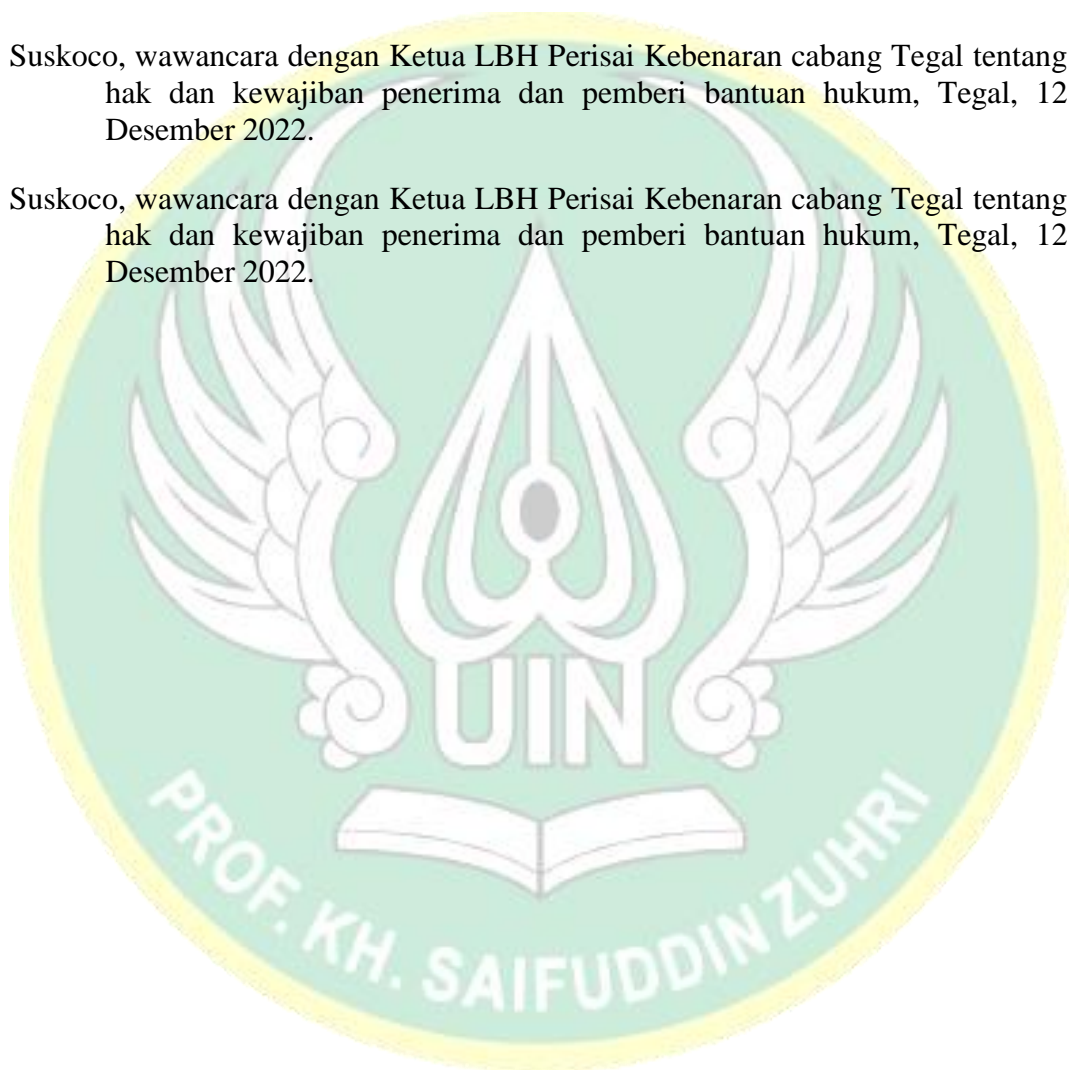 Suskoco, wawancara dengan Ketua LBH Perisai Kebenaran cabang Tegal tentang
hak dan kewajiban penerima dan pemberi bantuan hukum, Tegal, 12
Desember 2022.
Suskoco, wawancara dengan Ketua LBH Perisai Kebenaran cabang Tegal tentang
hak dan kewajiban penerima dan pemberi bantuan hukum, Tegal, 12
Desember 2022.
UIN
PROF. KH. SAIFUDDIN ZUHRI